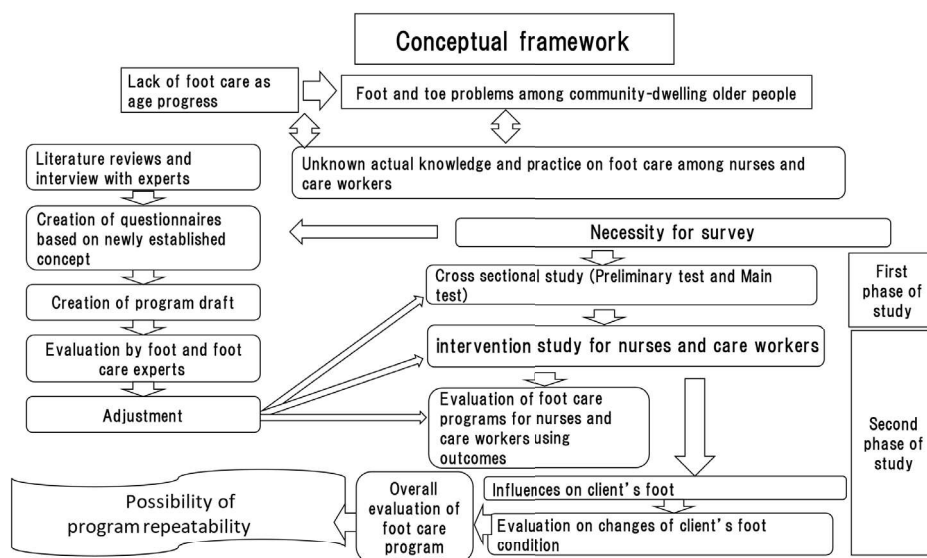 Conceptual framework
Lack of foot care as
age progress
Foot and toe problems among community-dwelling older people
Unknown actual knowledge and practice on foot care among nurses and
care workers
Literature reviews and
interview with experts
Creation of questionnaires
based on newly established
concept
Creation of program draft
Evaluation by foot and foot
care experts
Adjustment
Necessity for survey
Cross sectional study (Preliminary test and Main
test)
intervention study for nurses and care workers
Evaluation of foot care
programs for nurses and
care workers using
outcomes
Influences on client's foot
Evaluation on changes of client's foot
condition
Overall
evaluation of
foot care
program
Possibility of
program repeatability
First
phase of
study
Second
phase of
study